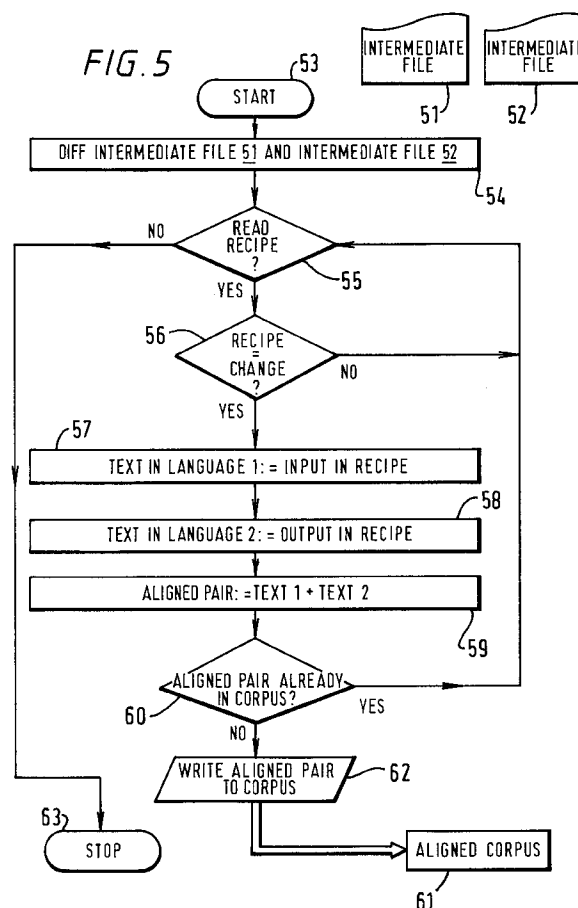 FIG. 5
INTERMEDIATE
FILE
51
INTERMEDIATE
FILE
52
53
START
DIFF INTERMEDIATE FILE 51 AND INTERMEDIATE FILE 52
54
NO
READ
RECIPE
?
55
YES
56
RECIPE
=
CHANGE
?
NO
YES
57
TEXT IN LANGUAGE 1: = INPUT IN RECIPE
58
TEXT IN LANGUAGE 2: = OUTPUT IN RECIPE
ALIGNED PAIR: =TEXT 1 + TEXT 2
59
ALIGNED PAIR ALREADY
IN CORPUS?
60
YES
NO
WRITE ALIGNED PAIR
TO CORPUS
62
63
STOP
ALIGNED CORPUS
61